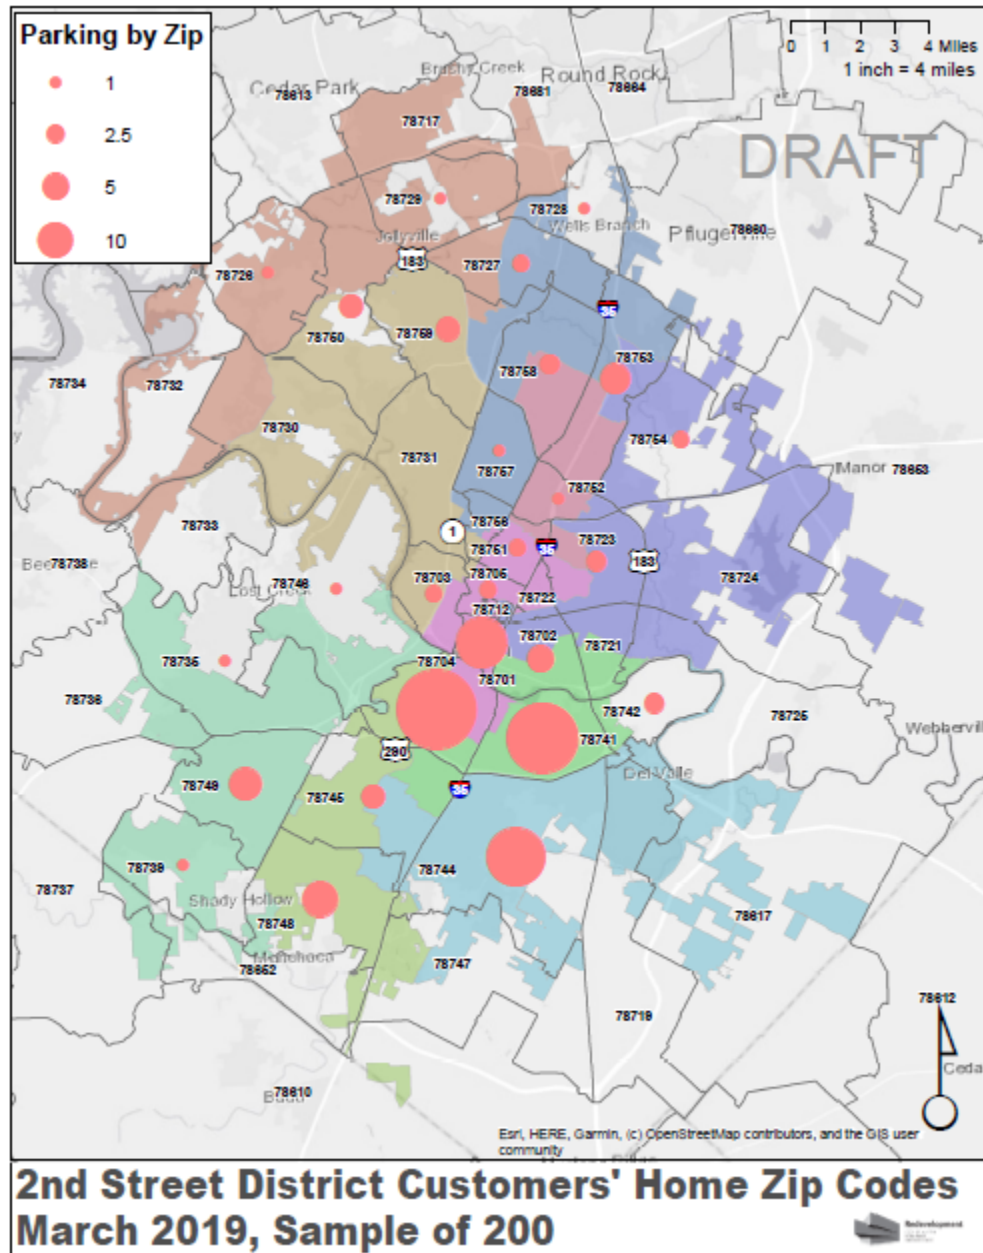 Parking by Zip
1
2.5
5
10
0 1 2 3 4 Miles
1 inch = 4 miles
DRAFT
Cedar Park
78613
Brushy Creek
78681
Round Rock
78664
78717
78729
78728
Wells Branch
Pflugerville
78660
Jollyville
183
78727
78726
78750
78759
35
78734
78732
78758
78753
78730
78731
78754
78757
Manor
78653
78752
78733
78756
1
78751
35
78723
183
78738
78724
Lost Creek
78746
78703
78705
78722
78712
78702
78721
78735
78704
78701
78736
78742
78725
Webberville
290
78741
Del Valle
78749
78745
35
78739
78744
78737
Shady Hollow
78748
78617
Manchaca
78652
78747
78612
78719
78610
Buda
Ceda
Esri, HERE, Garmin, (c) OpenStreetMap contributors, and the GIS user
community
2nd Street District Customers' Home Zip Codes
March 2019, Sample of 200
Redevelopment